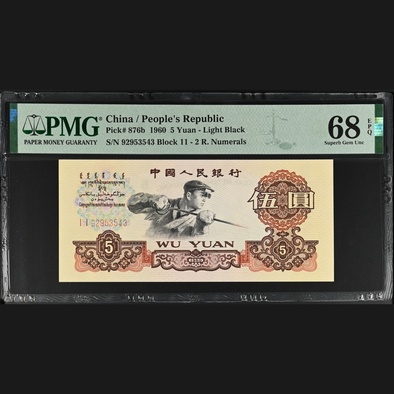 PMG
PAPER MONEY GUARANTY
China / People's Republic
Pick# 876b 1960 5 Yuan - Light Black
S/N 92953543 Block 11 - 2 R. Numerals
68
EPQ
Superb Gem Unc
中國人民銀行
伍圓
I I 92953543
5
WU YUAN
5